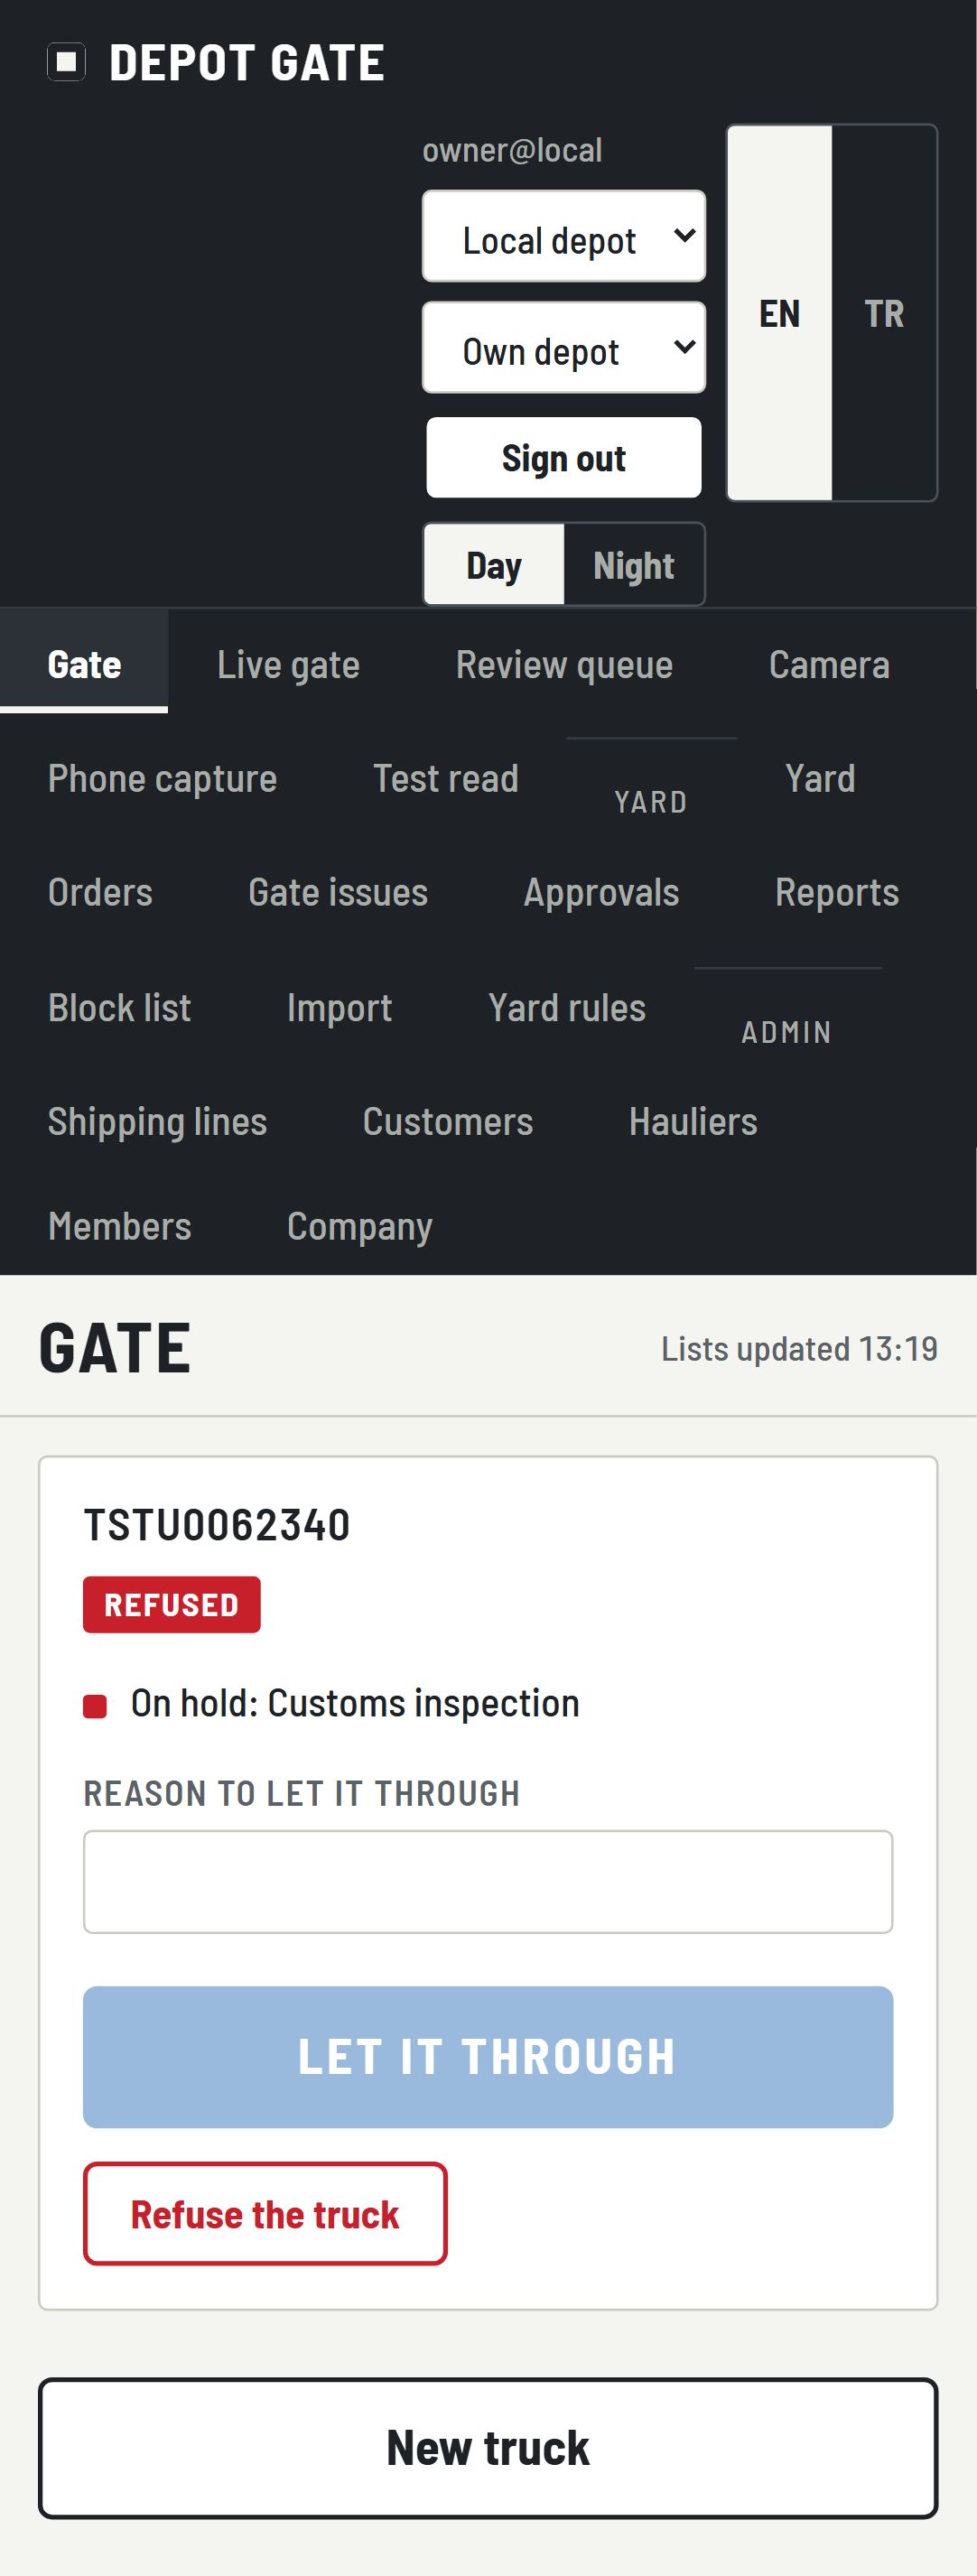 DEPOT GATE
owner@local
Local depot
Own depot
Sign out
Day Night
EN TR
Gate Live gate Review queue Camera
Phone capture Test read YARD Yard
Orders Gate issues Approvals Reports
Block list Import Yard rules ADMIN
Shipping lines Customers Hauliers
Members Company
GATE Lists updated 13:19
TSTU0062340
REFUSED
On hold: Customs inspection
REASON TO LET IT THROUGH
LET IT THROUGH
Refuse the truck
New truck